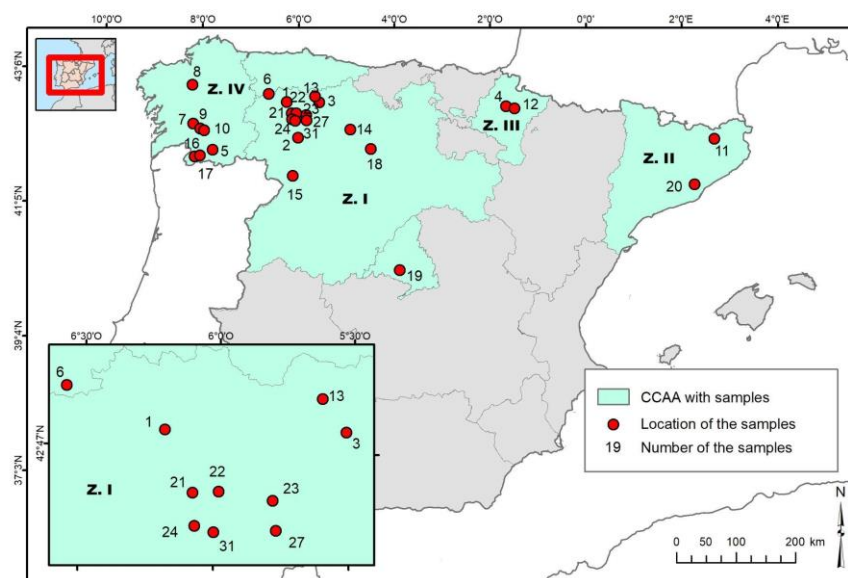 10°0'W 8°0'W 6°0'W 4°0'W 2°0'W 0°0' 2°0'E 4°0'E
43°6'N
41°5'N
39°4'N
37°3'N
8
Z. IV
6
1
13
22
3
21
23
24
27
31
2
14
18
15
7
9
10
16
5
17
Z. I
4
12
Z. III
Z. II
11
20
19
6°30'0 6°0'O 5°30'O
42°47'N
6
13
1
3
Z. I
21
22
23
24
31
27
CCAA with samples
Location of the samples
19 Number of the samples
N
0 50 100 200 km